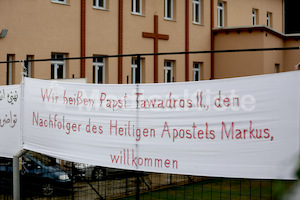 Wir heißen Papst Tawadros II., den
Nachfolger des Heiligen Apostels Markus,
willkommen